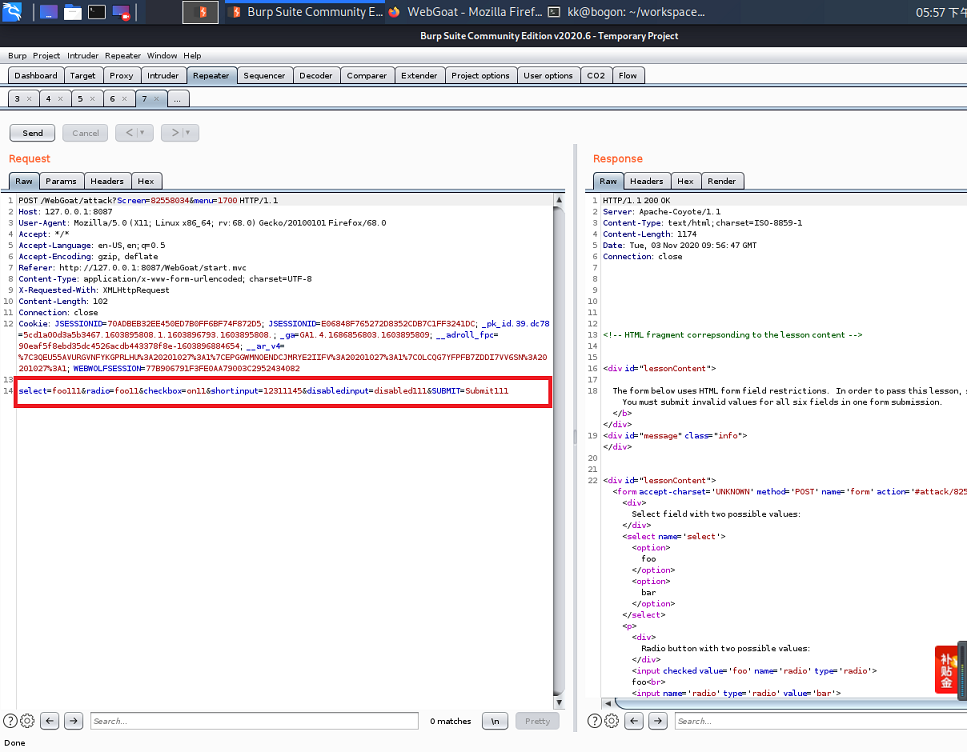 Burp Suite Community E... WebGoat - Mozilla Firef... kk@bogon: ~/workspace... 05:57 下午
Burp Suite Community Edition v2020.6 - Temporary Project
Burp Project Intruder Repeater Window Help
Dashboard Target Proxy Intruder Repeater Sequencer Decoder Comparer Extender Project options User options CO2 Flow
3 × 4 × 5 × 6 × 7 × ...
Send Cancel < > 
Request
Raw Params Headers Hex
1 POST /WebGoat/attack?Screen=82558034&menu=1700 HTTP/1.1
2 Host: 127.0.0.1:8087
3 User-Agent: Mozilla/5.0 (X11; Linux x86_64; rv:68.0) Gecko/20100101 Firefox/68.0
4 Accept: */*
5 Accept-Language: en-US,en;q=0.5
6 Accept-Encoding: gzip, deflate
7 Referer: http://127.0.0.1:8087/WebGoat/start.mvc
8 Content-Type: application/x-www-form-urlencoded; charset=UTF-8
9 X-Requested-With: XMLHttpRequest
10 Content-Length: 102
11 Connection: close
12 Cookie: JSESSIONID=70ADBEB32EE450ED7B0FF6BF74F872D5; JSESSIONID=E06848F765272D8352CDB7C1FF3241DC; _pk_id.39.dc78
=5cd1a00d3a5b3467.1603895808.1.1603896793.1603895808.; _ga=GA1.4.1686856803.1603895809; __adroll_fpc=
90eaf5f8ebd35dc4526acdb443378f8e-1603896884654; __ar_v4=
%7C3QEU55AVURGVNFYKGPRLHU%3A20201027%3A1%7CEPGGWMNOENDCJMRYE2IIFV%3A20201027%3A1%7COLCQG7YFPFB7ZDDI7VVGSN%3A20
201027%3A1; WEBWOLFSESSION=77B906791F3FE0AA79003C2952434082
13
14 select=foo111&radio=foo11&checkbox=on11&shortinput=12311145&disabledinput=disabled111&SUBMIT=Submit111
Search... 0 matches \n Pretty
Done
Response
Raw Headers Hex Render
1 HTTP/1.1 200 OK
2 Server: Apache-Coyote/1.1
3 Content-Type: text/html;charset=ISO-8859-1
4 Content-Length: 1174
5 Date: Tue, 03 Nov 2020 09:56:47 GMT
6 Connection: close
7
8
9
10
11
12
13 <!-- HTML fragment correpsonding to the lesson content -->
14
15
16 <div id="lessonContent">
17
18 The form below uses HTML form field restrictions. In order to pass this lesson,
You must submit invalid values for all six fields in one form submission.
</b>
</div>
19 <div id="message" class="info">
</div>
20
21
22 <div id="lessonContent">
<form accept-charset='UNKNOWN' method='POST' name='form' action='#attack/825
<div>
Select field with two possible values:
</div>
<select name='select'>
<option>
foo
</option>
<option>
bar
</option>
</select>
<p>
<div>
Radio button with two possible values:
</div>
<input checked value='foo' name='radio' type='radio'>
foo<br>
<input name='radio' type='radio' value='bar'>
Search...
补贴金